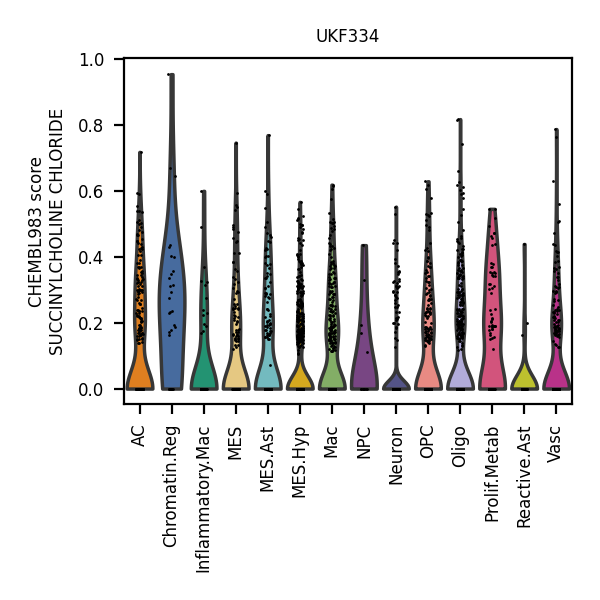 UKF334
CHEMBL983 score
SUCCINYLCHOLINE CHLORIDE
1.0
0.8
0.6
0.4
0.2
0.0
AC
Chromatin.Reg
Inflammatory.Mac
MES
MES.Ast
MES.Hyp
Mac
NPC
Neuron
OPC
Oligo
Prolif.Metab
Reactive.Ast
Vasc